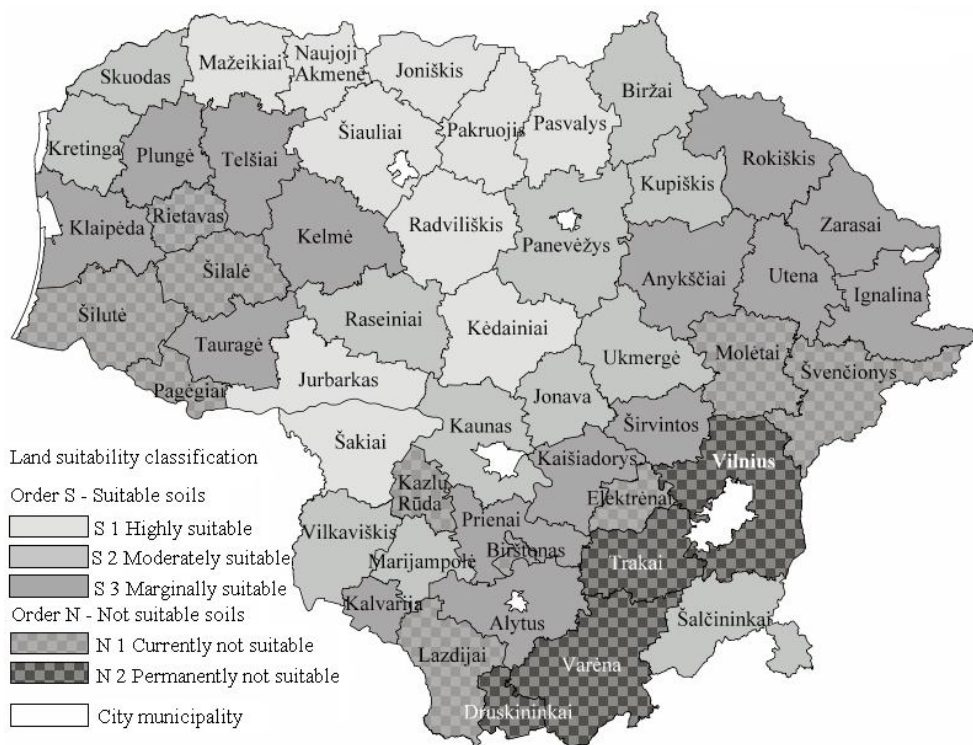 Skuodas
Mažeikiai
Naujoji
Akmenė
Joniškis
Biržai
Kretinga
Plungė
Telšiai
Šiauliai
Pakruojis
Pasvalys
Rokiškis
Kupiškis
Klaipėda
Rietavas
Kelmė
Radviliškis
Panevėžys
Zarasai
Šilalė
Anykščiai
Utena
Ignalina
Šilutė
Tauragė
Raseiniai
Kėdainiai
Ukmergė
Molėtai
Švenčionys
Pagėgiai
Jurbarkas
Jonava
Kaunas
Širvintos
Šakiai
Kaišiadorys
Vilnius
Kazlų
Rūda
Elektrėnai
Vilkaviškis
Prienai
Marijampolė
Birštonas
Trakai
Kalvarija
Alytus
Šalčininkai
Lazdijai
Varėna
Druskininkai
Land suitability classification
Order S - Suitable soils
S 1 Highly suitable
S 2 Moderately suitable
S 3 Marginally suitable
Order N - Not suitable soils
N 1 Currently not suitable
N 2 Permanently not suitable
City municipality